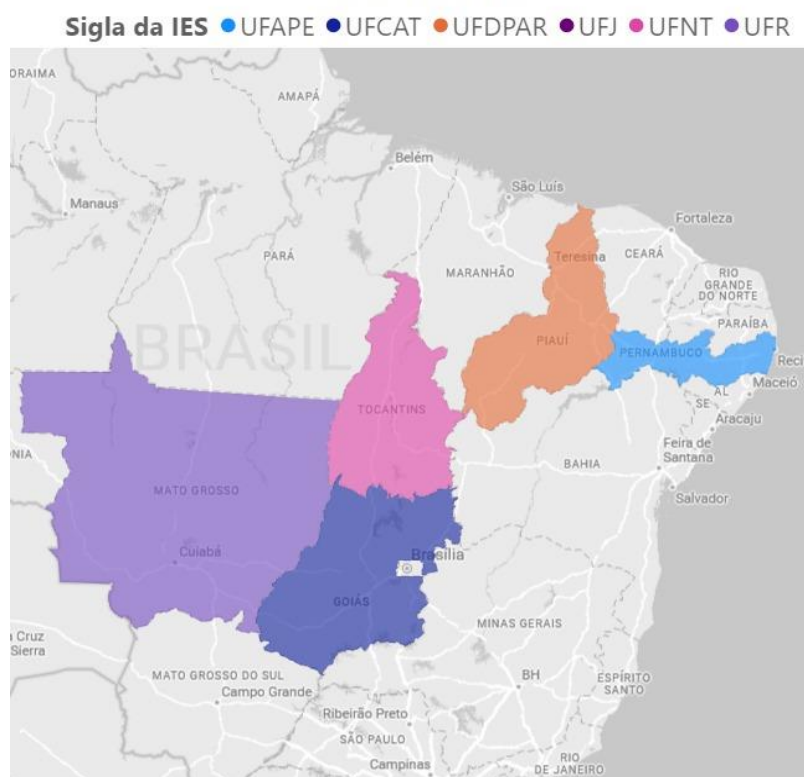 Sigla da IES UFAPE UFCAT UFDPAR UFJ UFNT UFR
ORAIMA
AMAPÁ
Belém
São Luís
Manaus
Fortaleza
PARÁ
MARANHÃO
Teresina
CEARÁ
RIO
GRANDE
DO NORTE
PARAÍBA
BRASIL
PIAUÍ
PERNAMBUCO
Reci
Maceió
AL
SE
Aracaju
TOCANTINS
Feira de
Santana
ONIA
BAHIA
Salvador
MATO GROSSO
Cuiabá
Brasília
GOIÁS
MINAS GERAIS
a Cruz
Sierra
MATO GROSSO DO SUL
Campo Grande
BH
ESPÍRITO
SANTO
Ribeirão Preto
SÃO PAULO
RIO
DE JANEIRO
Campinas